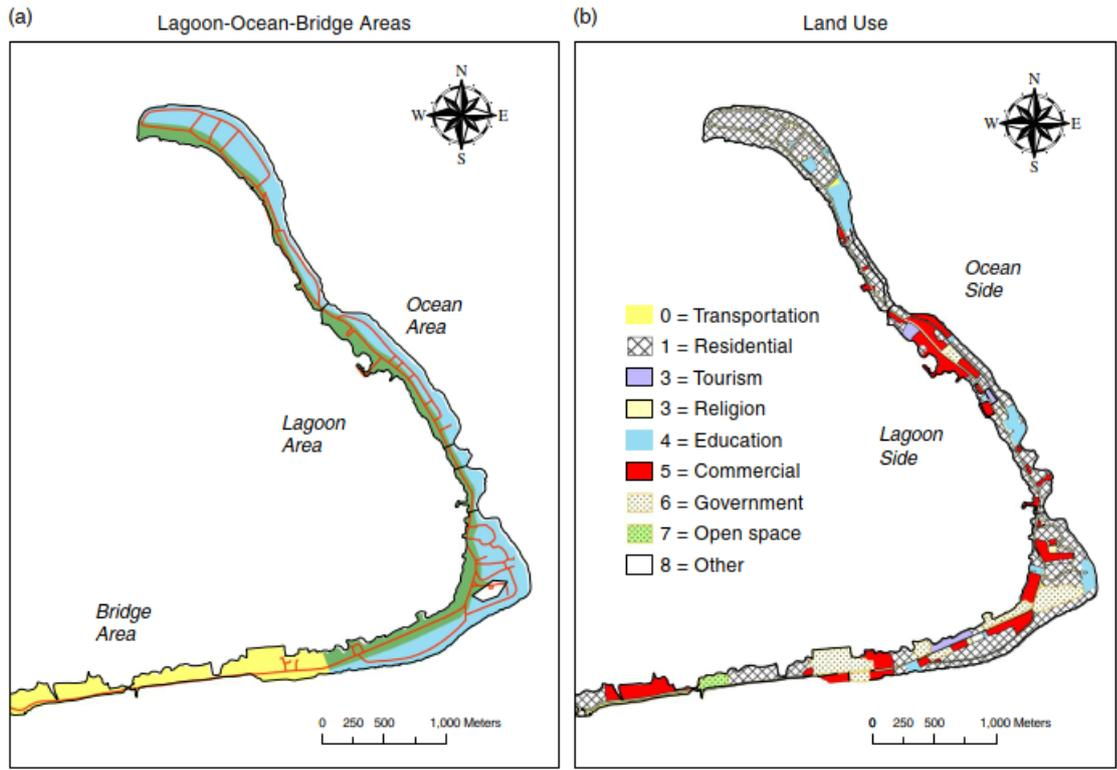 (a)
Lagoon-Ocean-Bridge Areas
N
W
E
S
Ocean
Area
Lagoon
Area
Bridge
Area
0 250 500 1,000 Meters
(b)
Land Use
N
W
E
S
Ocean
Side
0 = Transportation
1 = Residential
3 = Tourism
3 = Religion
4 = Education
5 = Commercial
6 = Government
7 = Open space
8 = Other
Lagoon
Side
0 250 500 1,000 Meters